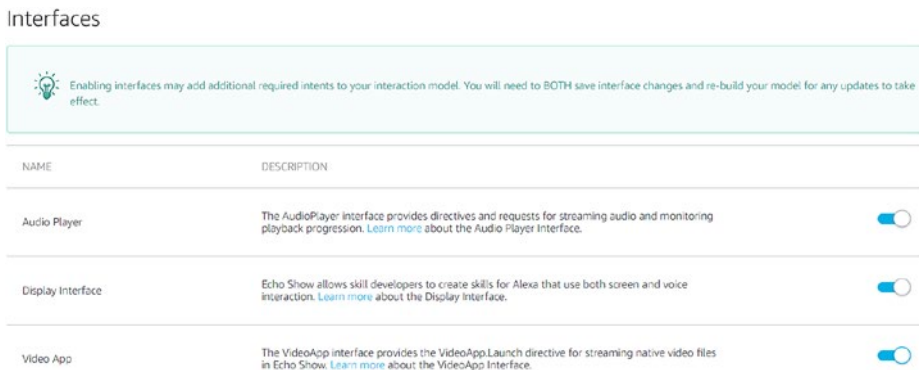 Interfaces
Enabling interfaces may add additional required intents to your interaction model. You will need to BOTH save interface changes and re-build your model for any updates to take
effect.
NAME DESCRIPTION
Audio Player
The AudioPlayer interface provides directives and requests for streaming audio and monitoring
playback progression. Learn more about the Audio Player Interface.
Display Interface
Echo Show allows skill developers to create skills for Alexa that use both screen and voice
interaction. Learn more about the Display Interface.
Video App
The VideoApp interface provides the VideoApp.Launch directive for streaming native video files
in Echo Show. Learn more about the VideoApp Interface.